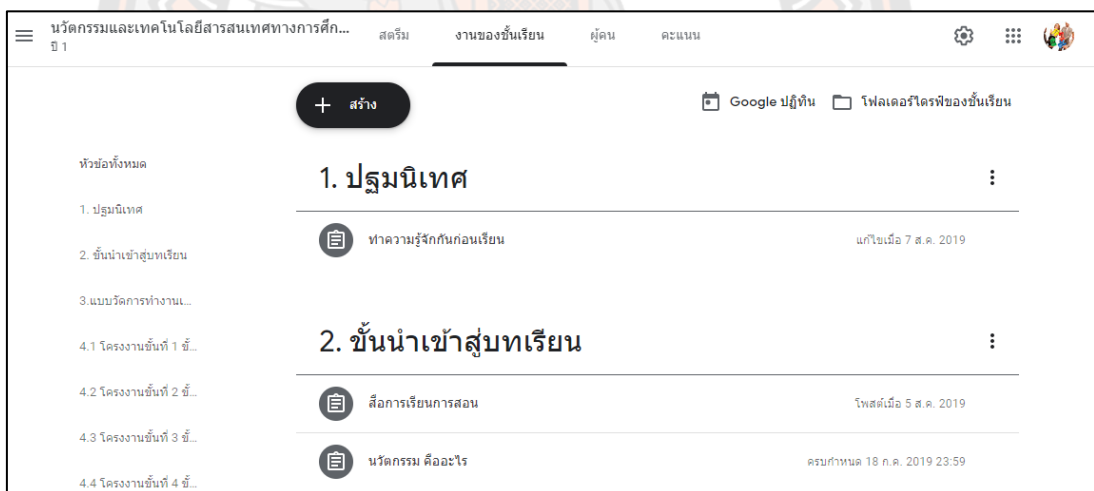 นวัตกรรมและเทคโนโลยีสารสนเทศทางการศึก...
ปี 1
สตรีม งานของชั้นเรียน ผู้คน คะแนน
สร้าง
Google ปฏิทิน โฟลเดอร์ไดรฟ์ของชั้นเรียน
หัวข้อทั้งหมด
1. ปฐมนิเทศ
2. ขั้นนำเข้าสู่บทเรียน
3.แบบวัดการทำงานเ...
4.1 โครงงานขั้นที่ 1 ขั้...
4.2 โครงงานขั้นที่ 2 ขั้...
4.3 โครงงานขั้นที่ 3 ขั้...
4.4 โครงงานขั้นที่ 4 ขั้...
1. ปฐมนิเทศ
ทำความรู้จักกันก่อนเรียน แก้ไขเมื่อ 7 ส.ค. 2019
2. ขั้นนำเข้าสู่บทเรียน
สื่อการเรียนการสอน โพสต์เมื่อ 5 ส.ค. 2019
นวัตกรรม คืออะไร ครบกำหนด 18 ก.ค. 2019 23:59